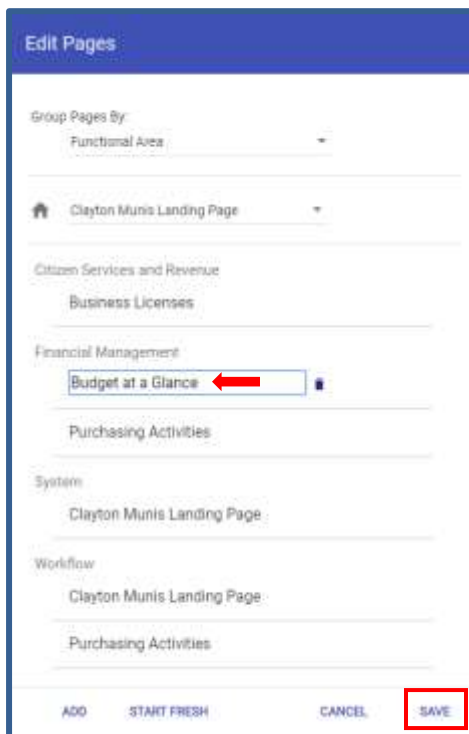 Edit Pages
Group Pages By:
Functional Area
Clayton Munis Landing Page
Citizen Services and Revenue
Business Licenses
Financial Management
Budget at a Glance
Purchasing Activities
System
Clayton Munis Landing Page
Workflow
Clayton Munis Landing Page
Purchasing Activities
ADD START FRESH CANCEL SAVE